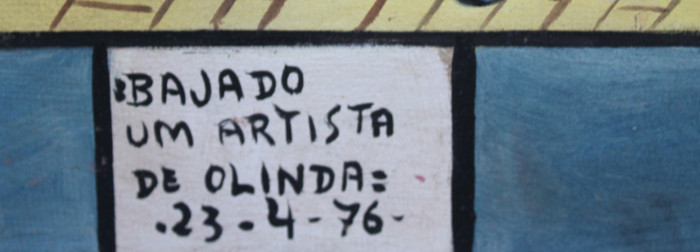 BAJADO
UM ARTISTA
DE OLINDA=
.23.4-76-